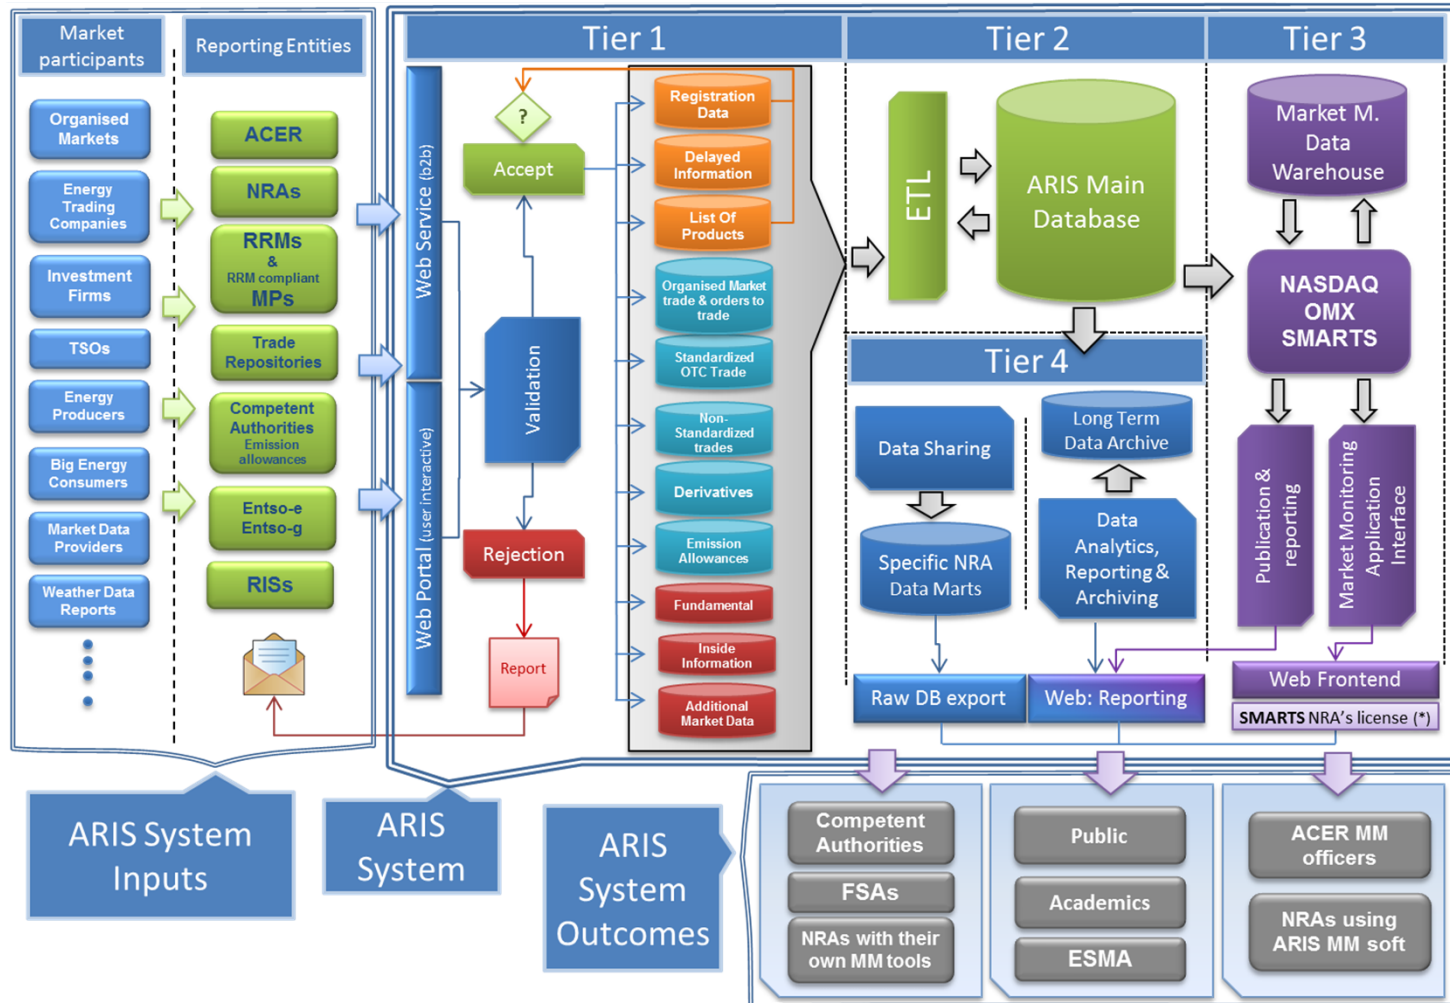 Market
participants
Reporting Entities
Tier 1
Tier 2
Tier 3
Organised
Markets
Energy
Trading
Companies
Investment
Firms
TSOs
Energy
Producers
Big Energy
Consumers
Market Data
Providers
Weather Data
Reports
ACER
NRAs
RRMs
&
RRM compliant
MPs
Trade
Repositories
Competent
Authorities
Emission
allowances
Entso-e
Entso-g
RISs
Web Service (b2b)
Web Portal (user interactive)
?
Accept
Validation
Rejection
Report
Registration
Data
Delayed
Information
List Of
Products
Organised Market
trade & orders to
trade
Standardized
OTC Trade
Non-
Standardized
trades
Derivatives
Emission
Allowances
Fundamental
Inside
Information
Additional
Market Data
ETL
ARIS Main
Database
Tier 4
Data Sharing
Specific NRA
Data Marts
Long Term
Data Archive
Data
Analytics,
Reporting &
Archiving
Raw DB export
Web: Reporting
Market M.
Data
Warehouse
NASDAQ
OMX
SMARTS
Publication &
reporting
Market Monitoring
Application
Interface
Web Frontend
SMARTS NRA's license (*)
ARIS System
Inputs
ARIS
System
ARIS
System
Outcomes
Competent
Authorities
FSAs
NRAs with their
own MM tools
Public
Academics
ESMA
ACER MM
officers
NRAs using
ARIS MM soft